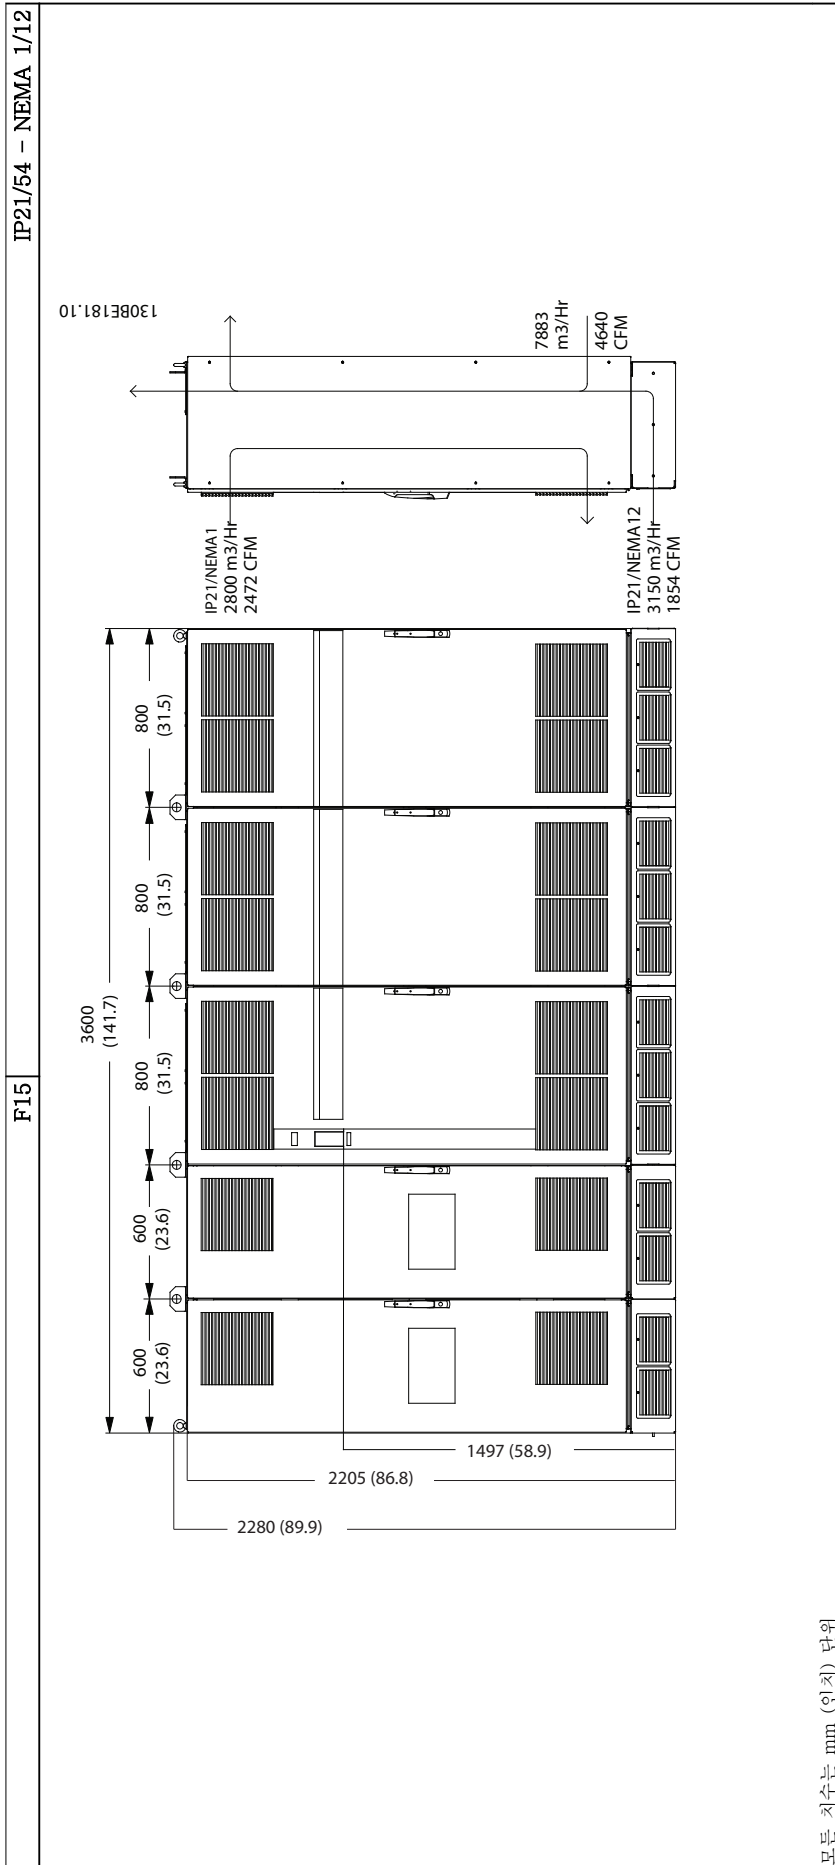 IP21/54 - NEMA 1/12
F15
130BE181.10
7883
m3/Hr
4640
CFM
IP21/NEMA1
2800 m3/Hr
2472 CFM
IP21/NEMA12
3150 m3/Hr
1854 CFM
3600
(141.7)
800
(31.5)
800
(31.5)
800
(31.5)
600
(23.6)
600
(23.6)
1497 (58.9)
2205 (86.8)
2280 (89.9)
모든 치수는 mm (인치) 단위